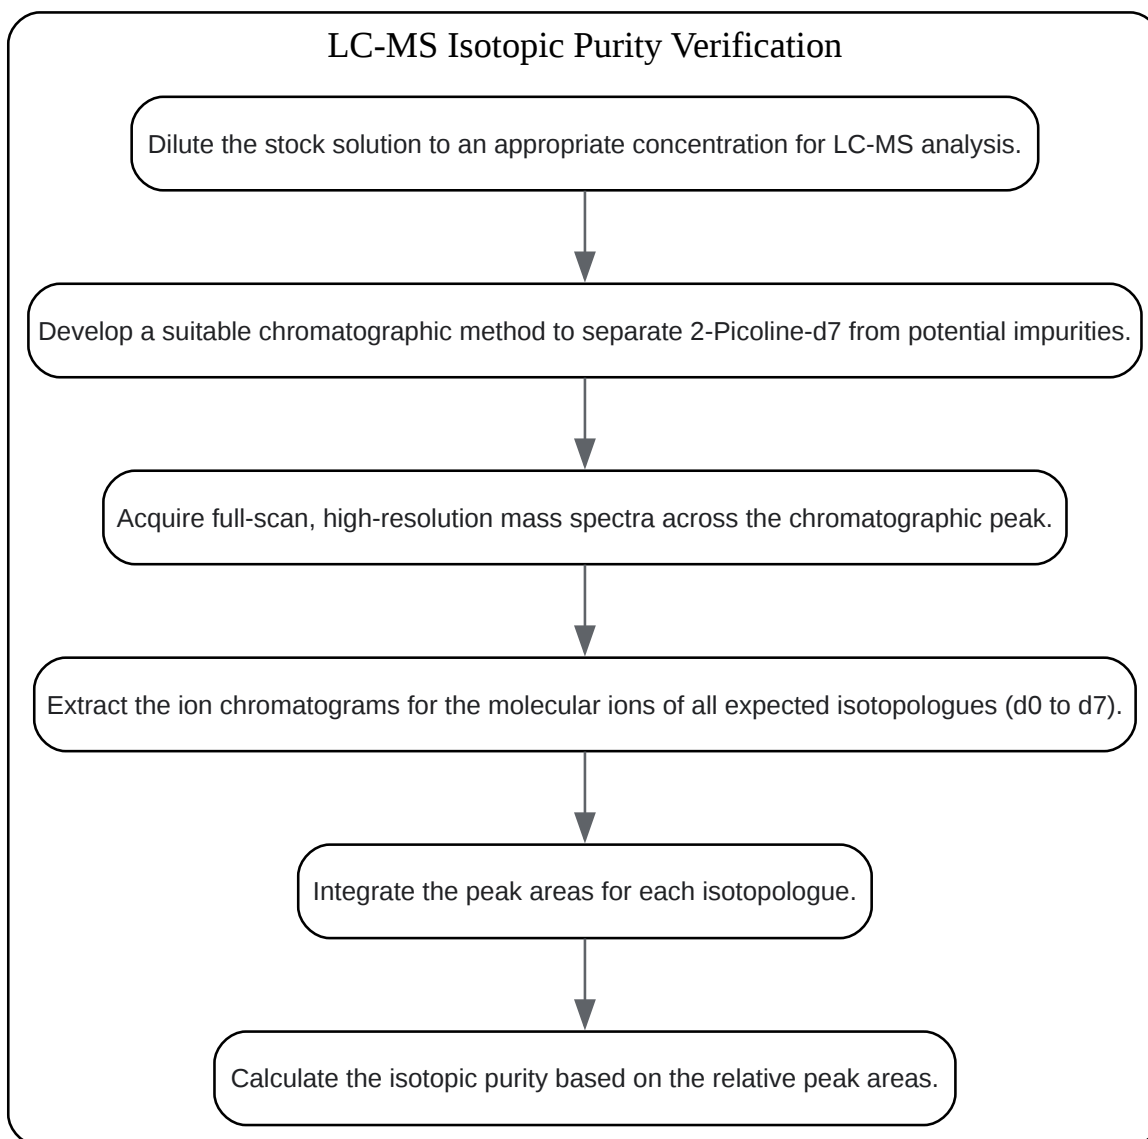 LC-MS Isotopic Purity Verification
Dilute the stock solution to an appropriate concentration for LC-MS analysis.
Develop a suitable chromatographic method to separate 2-Picoline-d7 from potential impurities.
Acquire full-scan, high-resolution mass spectra across the chromatographic peak.
Extract the ion chromatograms for the molecular ions of all expected isotopologues (d0 to d7).
Integrate the peak areas for each isotopologue.
Calculate the isotopic purity based on the relative peak areas.